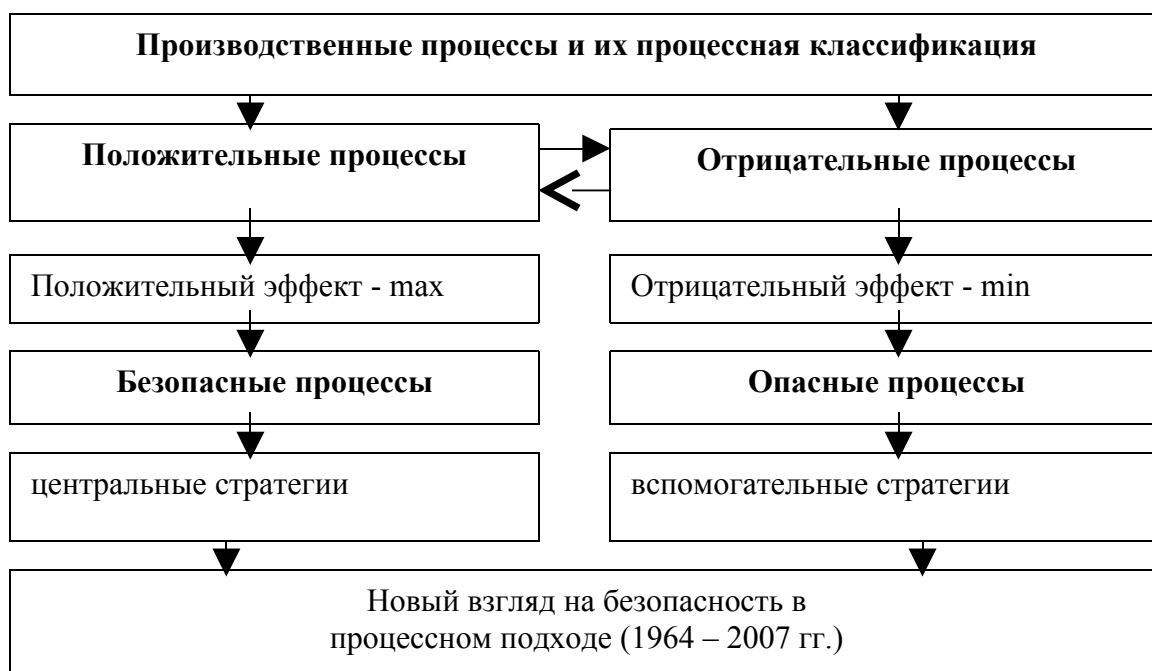 Производственные процессы и их процессная классификация
Положительные процессы
Отрицательные процессы
Положительный эффект - max
Отрицательный эффект - min
Безопасные процессы
Опасные процессы
центральные стратегии
вспомогательные стратегии
Новый взгляд на безопасность в
процессном подходе (1964 – 2007 гг.)